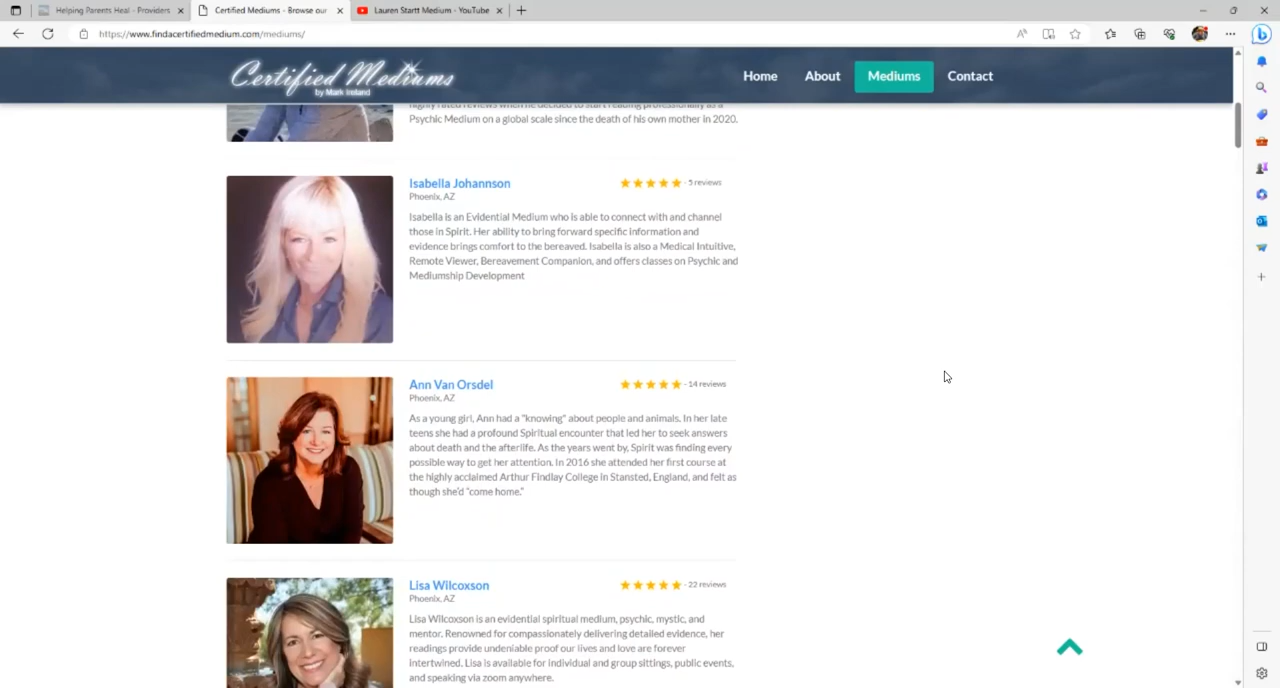 Helping Parents Heal - Providers
Certified Mediums - Browse our
Lauren Startt Medium - YouTube
https://www.findacertifiedmedium.com/mediums/
Certified Mediums
by Mark Ireland
Home
About
Mediums
Contact
highly rated reviews when he decided to start reading professionally as a
Psychic Medium on a global scale since the death of his own mother in 2020.
Isabella Johannson
- 5 reviews
Phoenix, AZ
Isabella is an Evidential Medium who is able to connect with and channel
those in Spirit. Her ability to bring forward specific information and
evidence brings comfort to the bereaved. Isabella is also a Medical Intuitive,
Remote Viewer, Bereavement Companion, and offers classes on Psychic and
Mediumship Development
Ann Van Orsdel
- 14 reviews
Phoenix, AZ
As a young girl, Ann had a "knowing" about people and animals. In her late
teens she had a profound Spiritual encounter that led her to seek answers
about death and the afterlife. As the years went by, Spirit was finding every
possible way to get her attention. In 2016 she attended her first course at
the highly acclaimed Arthur Findlay College in Stansted, England, and felt as
though she'd "come home."
Lisa Wilcoxson
- 22 reviews
Phoenix, AZ
Lisa Wilcoxson is an evidential spiritual medium, psychic, mystic, and
mentor. Renowned for compassionately delivering detailed evidence, her
readings provide undeniable proof our lives and love are forever
intertwined. Lisa is available for individual and group sittings, public events,
and speaking via zoom anywhere.